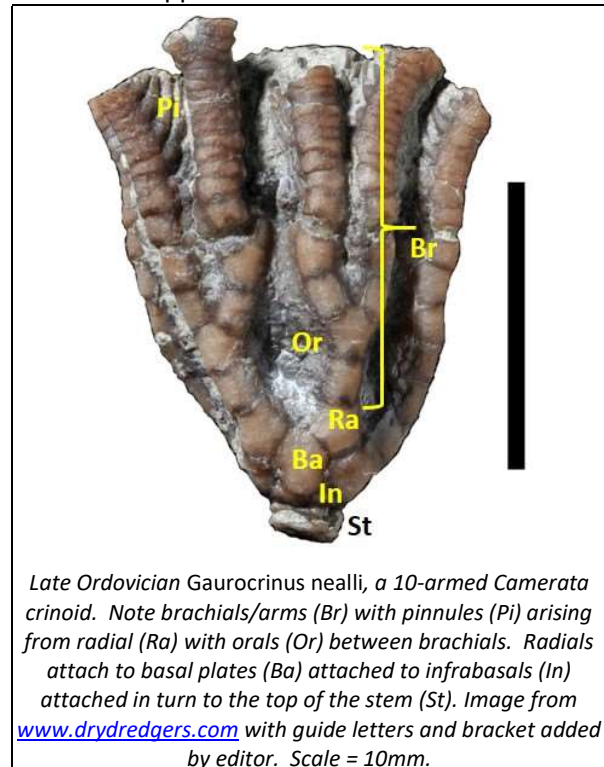 Pi
Br
Or
Ra
Ba
In
St
Late Ordovician Gaurocrinus nealli, a 10-armed Camerata
crinoid. Note brachials/arms (Br) with pinnules (Pi) arising
from radial (Ra) with orals (Or) between brachials. Radials
attach to basal plates (Ba) attached to infrabasals (In)
attached in turn to the top of the stem (St). Image from
www.drydredgers.com with guide letters and bracket added
by editor. Scale = 10mm.